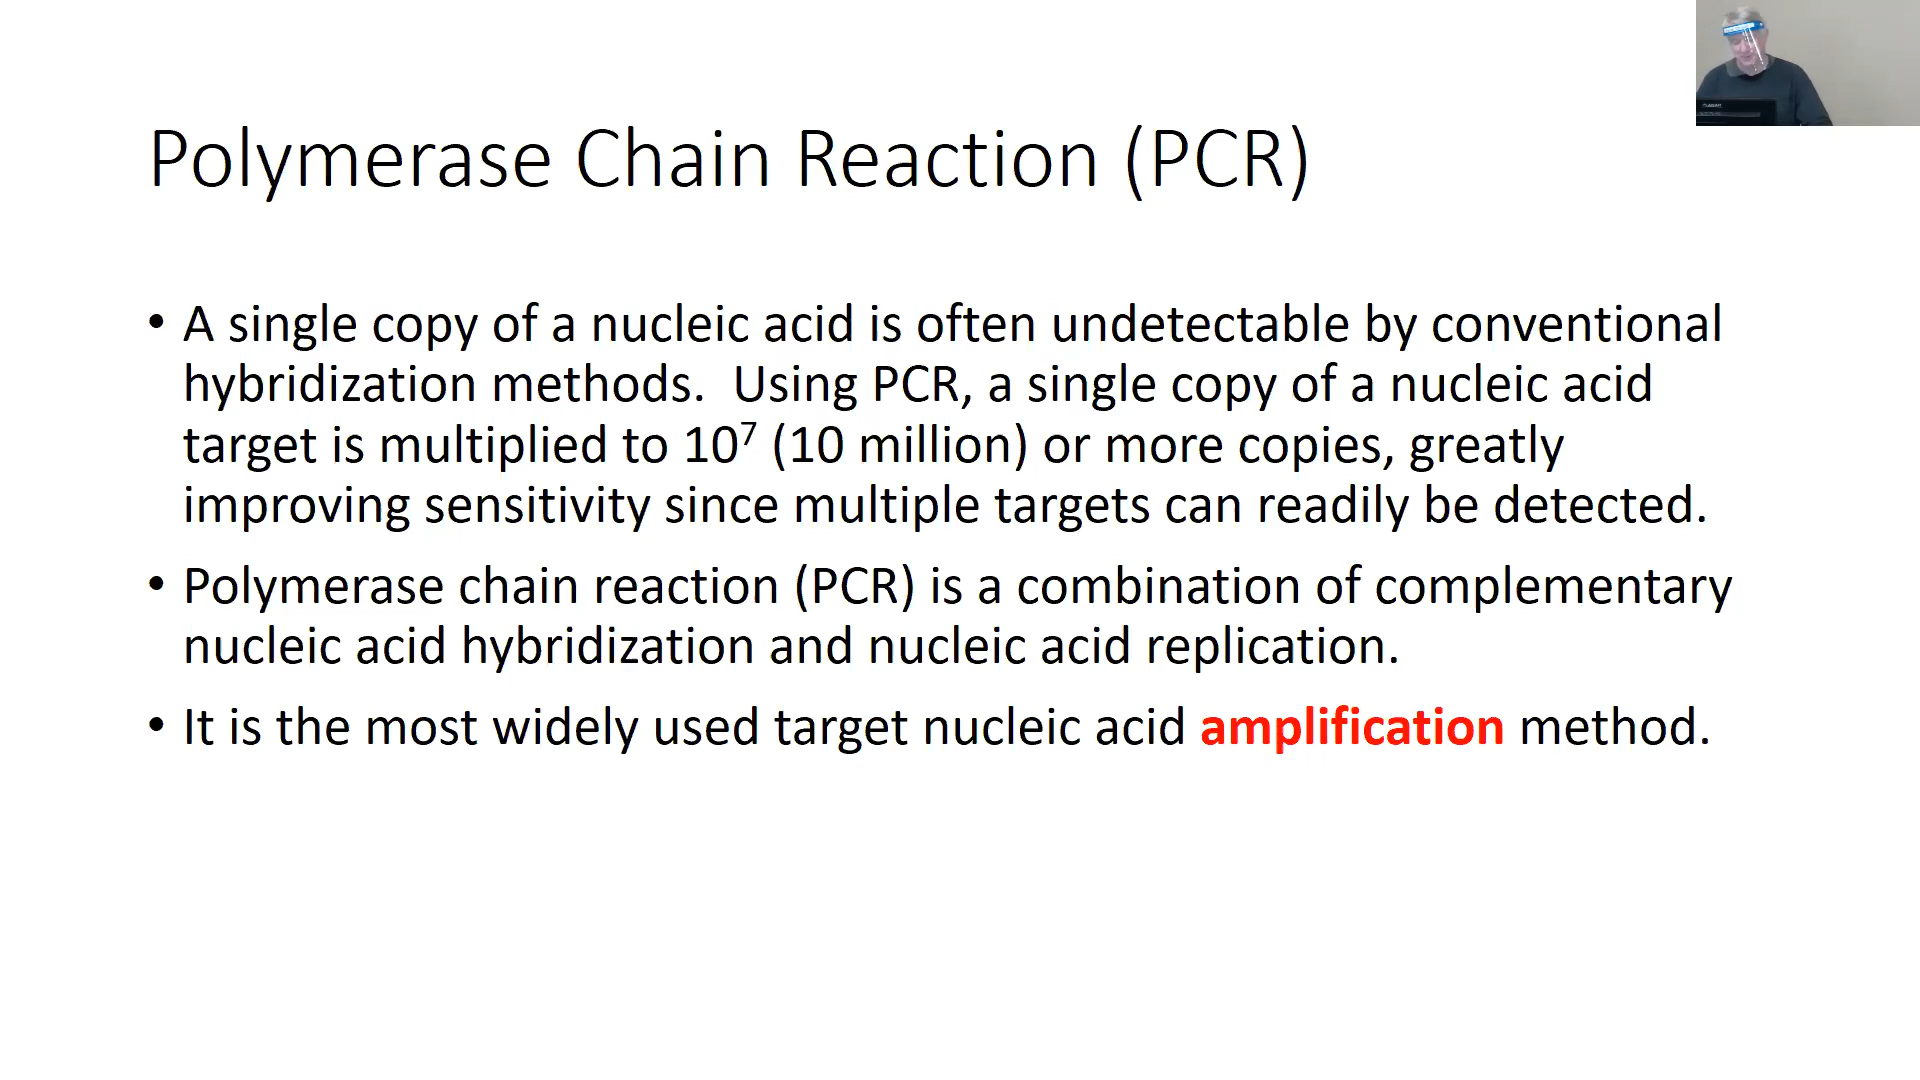 Polymerase Chain Reaction (PCR)
• A single copy of a nucleic acid is often undetectable by conventional
hybridization methods.  Using PCR, a single copy of a nucleic acid
target is multiplied to 10⁷ (10 million) or more copies, greatly
improving sensitivity since multiple targets can readily be detected.
• Polymerase chain reaction (PCR) is a combination of complementary
nucleic acid hybridization and nucleic acid replication.
• It is the most widely used target nucleic acid amplification method.